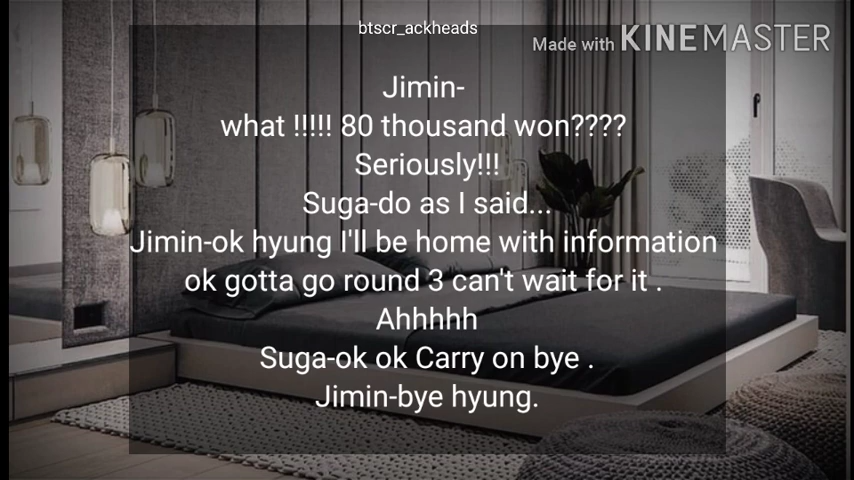 btscr_ackheads
Made with KINEMASTER
Jimin-
what !!!!! 80 thousand won????
Seriously!!!
Suga-do as I said...
Jimin-ok hyung I'll be home with information
ok gotta go round 3 can't wait for it .
Ahhhhh
Suga-ok ok Carry on bye .
Jimin-bye hyung.